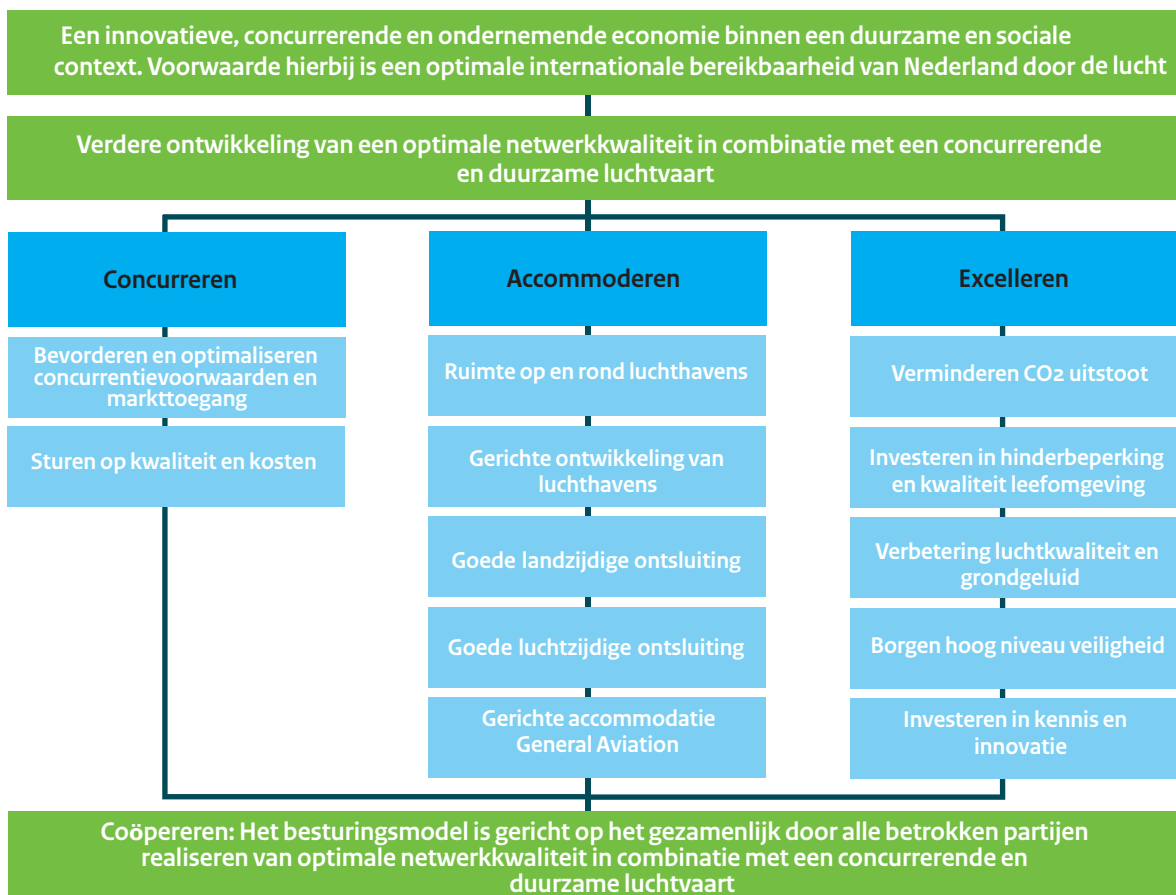 Een innovatieve, concurrerende en ondernemende economie binnen een duurzame en sociale
context. Voorwaarde hierbij is een optimale internationale bereikbaarheid van Nederland door de lucht
Verdere ontwikkeling van een optimale netwerkkwaliteit in combinatie met een concurrerende
en duurzame luchtvaart
Concurreren
Bevorderen en optimaliseren
concurrentievoorwaarden en
markttoegang
Sturen op kwaliteit en kosten
Accommoderen
Ruimte op en rond luchthavens
Gerichte ontwikkeling van
luchthavens
Goede landzijdige ontsluiting
Goede luchtzijdige ontsluiting
Gerichte accommodatie
General Aviation
Excelleren
Verminderen CO2 uitstoot
Investeren in hinderbeperking
en kwaliteit leefomgeving
Verbetering luchtkwaliteit en
grondgeluid
Borgen hoog niveau veiligheid
Investeren in kennis en
innovatie
Coöpereren: Het besturingsmodel is gericht op het gezamenlijk door alle betrokken partijen
realiseren van optimale netwerkkwaliteit in combinatie met een concurrerende en
duurzame luchtvaart